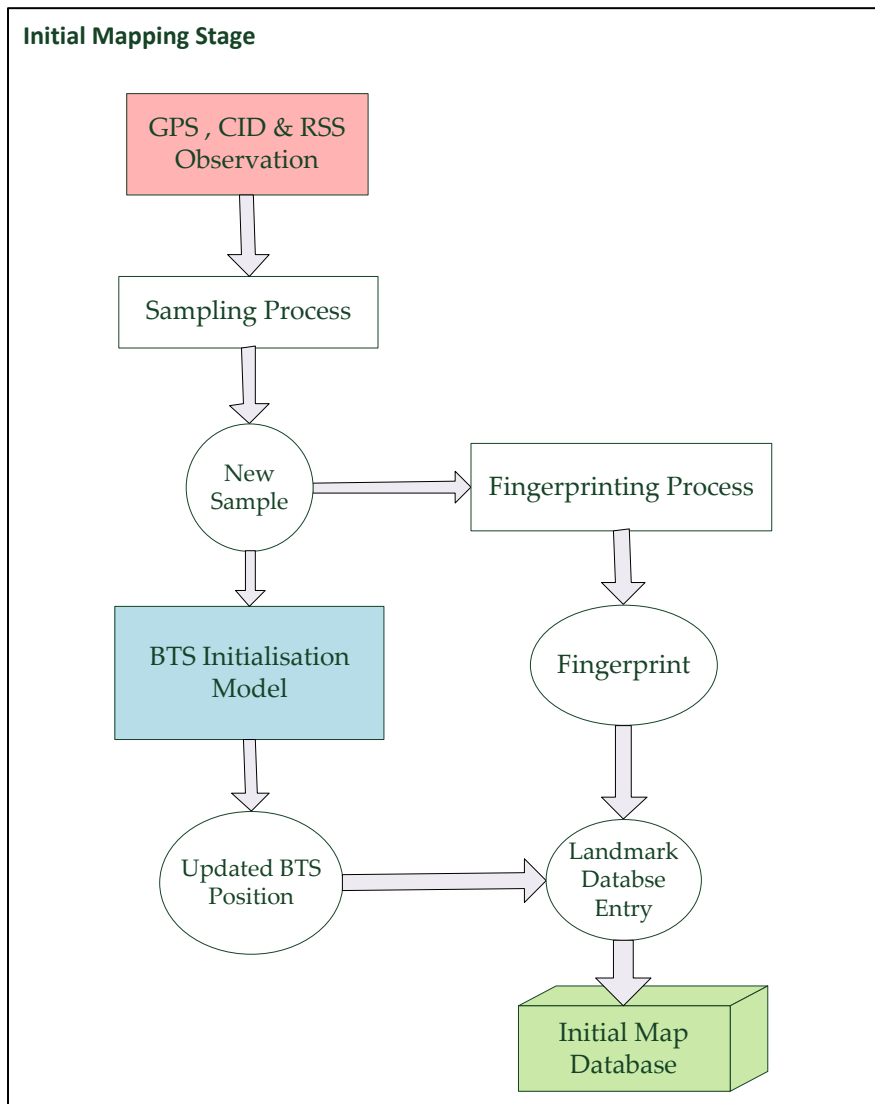 Initial Mapping Stage
GPS , CID & RSS
Observation
Sampling Process
New
Sample
Fingerprinting Process
BTS Initialisation
Model
Fingerprint
Updated BTS
Position
Landmark
Databse
Entry
Initial Map
Database